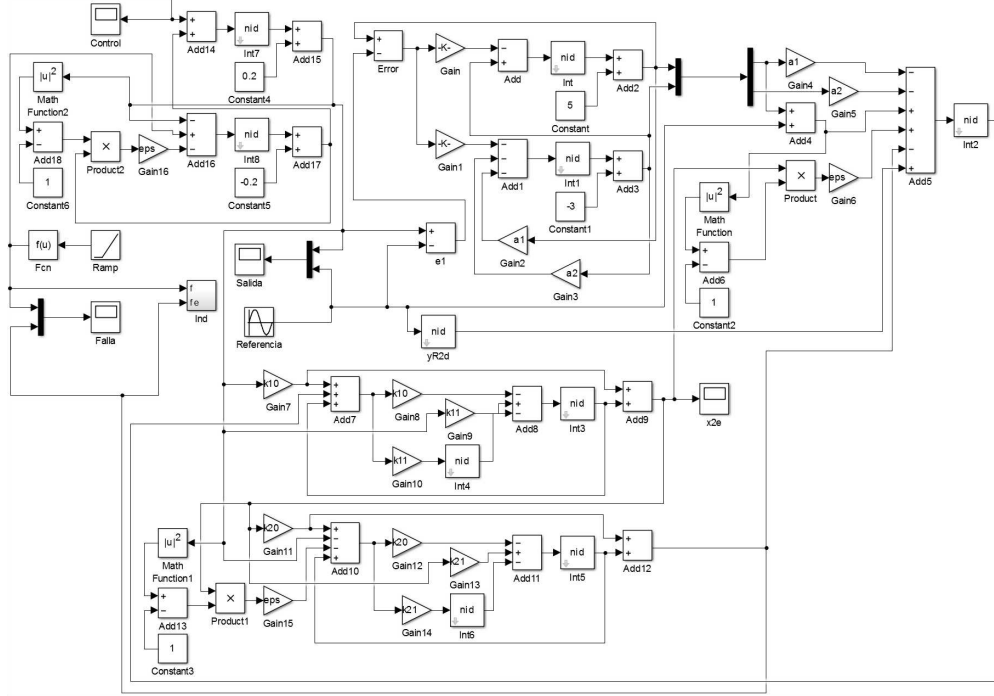 Control
Add14
nid
Int7
0.2
Constant4
Add15
|u|²
Math
Function2
Add18
1
Constant6
×
Product2
eps
Gain16
Add16
nid
Int8
-0.2
Constant5
Add17
f(u)
Fcn
Ramp
f
fe
Ind
Falla
Salida
Referencia
Error
-K-
Gain
Add
nid
Int
5
Constant
Add2
-K-
Gain1
Add1
nid
Int1
-3
Constant1
Add3
a1
Gain2
a2
Gain3
e1
nid
yR2d
a1
Gain4
a2
Gain5
Add4
×
Product
eps
Gain6
|u|²
Math
Function
Add6
1
Constant2
Add5
nid
Int2
k10
Gain7
Add7
k10
Gain8
k11
Gain9
k11
Gain10
nid
Int4
Add8
nid
Int3
Add9
x2e
|u|²
Math
Function1
Add13
1
Constant3
×
Product1
eps
Gain15
k20
Gain11
Add10
k20
Gain12
k21
Gain13
k21
Gain14
nid
Int6
Add11
nid
Int5
Add12